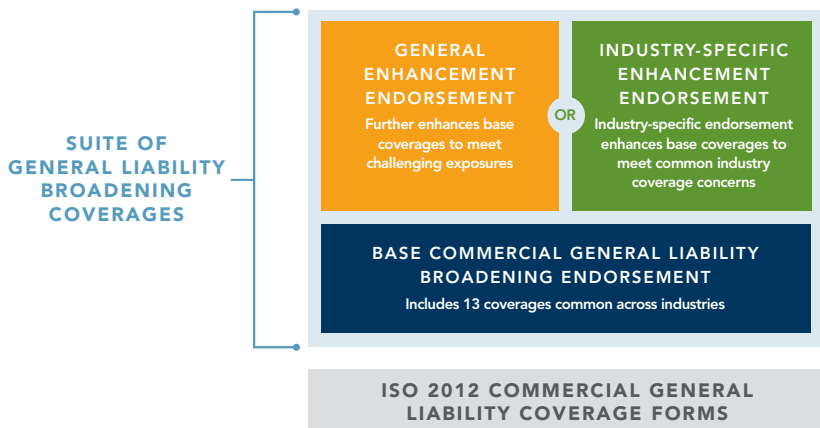 SUITE OF
GENERAL LIABILITY
BROADENING
COVERAGES
GENERAL
ENHANCEMENT
ENDORSEMENT
Further enhances base
coverages to meet
challenging exposures
OR
INDUSTRY-SPECIFIC
ENHANCEMENT
ENDORSEMENT
Industry-specific endorsement
enhances base coverages to
meet common industry
coverage concerns
BASE COMMERCIAL GENERAL LIABILITY
BROADENING ENDORSEMENT
Includes 13 coverages common across industries
ISO 2012 COMMERCIAL GENERAL
LIABILITY COVERAGE FORMS